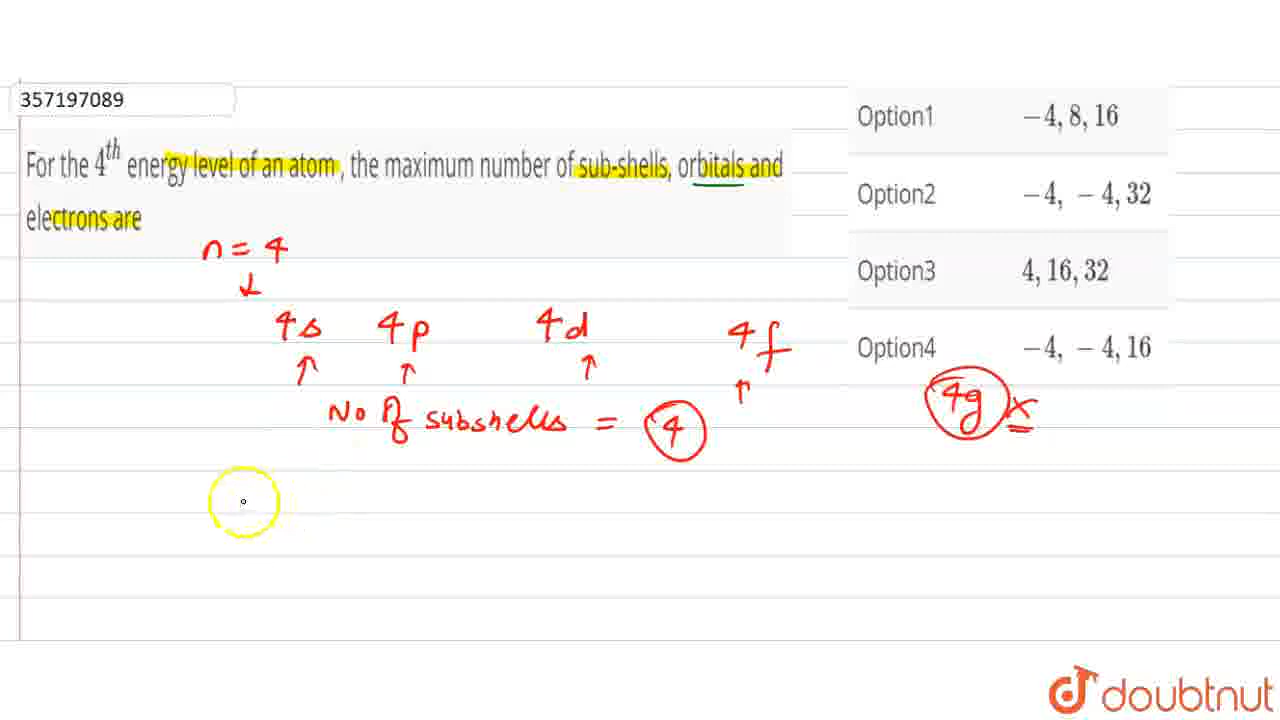 357197089
For the 4th energy level of an atom , the maximum number of sub-shells, orbitals and
electrons are
Option1 −4, 8, 16
Option2 −4, −4, 32
Option3 4, 16, 32
Option4 −4, −4, 16
n = 4
↓
4s 4p 4d 4f
↑ ↑ ↑ ↑
No of subshells = 4
4g x
doubtnut